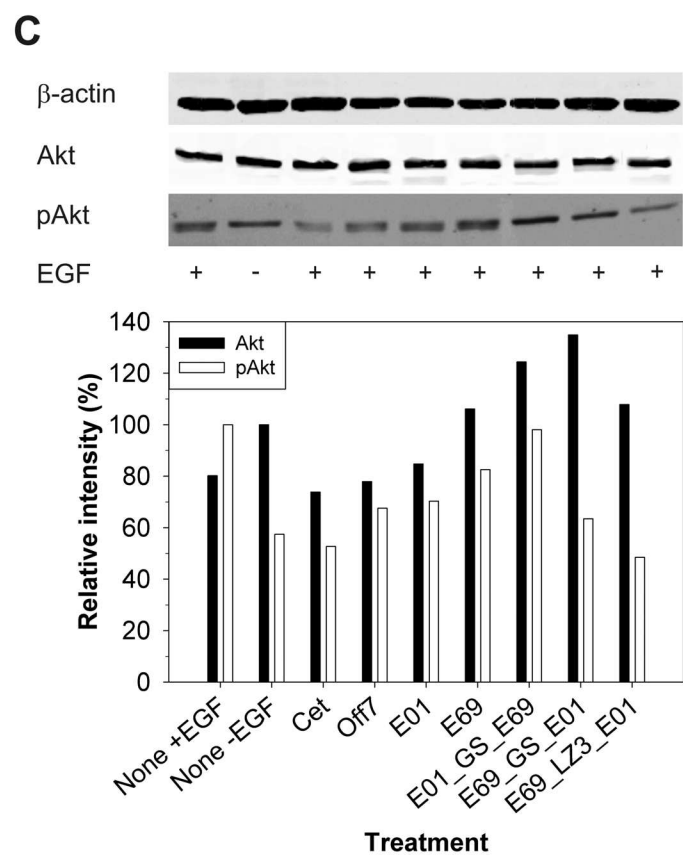 C
β-actin
Akt
pAkt
EGF + - + + + + + + +
140
120
100
80
60
40
20
0
Relative intensity (%)
Akt
pAkt
None +EGF
None -EGF
Cet
Off7
E01
E69
E01_GS_E69
E69_GS_E01
E69_LZ3_E01
Treatment